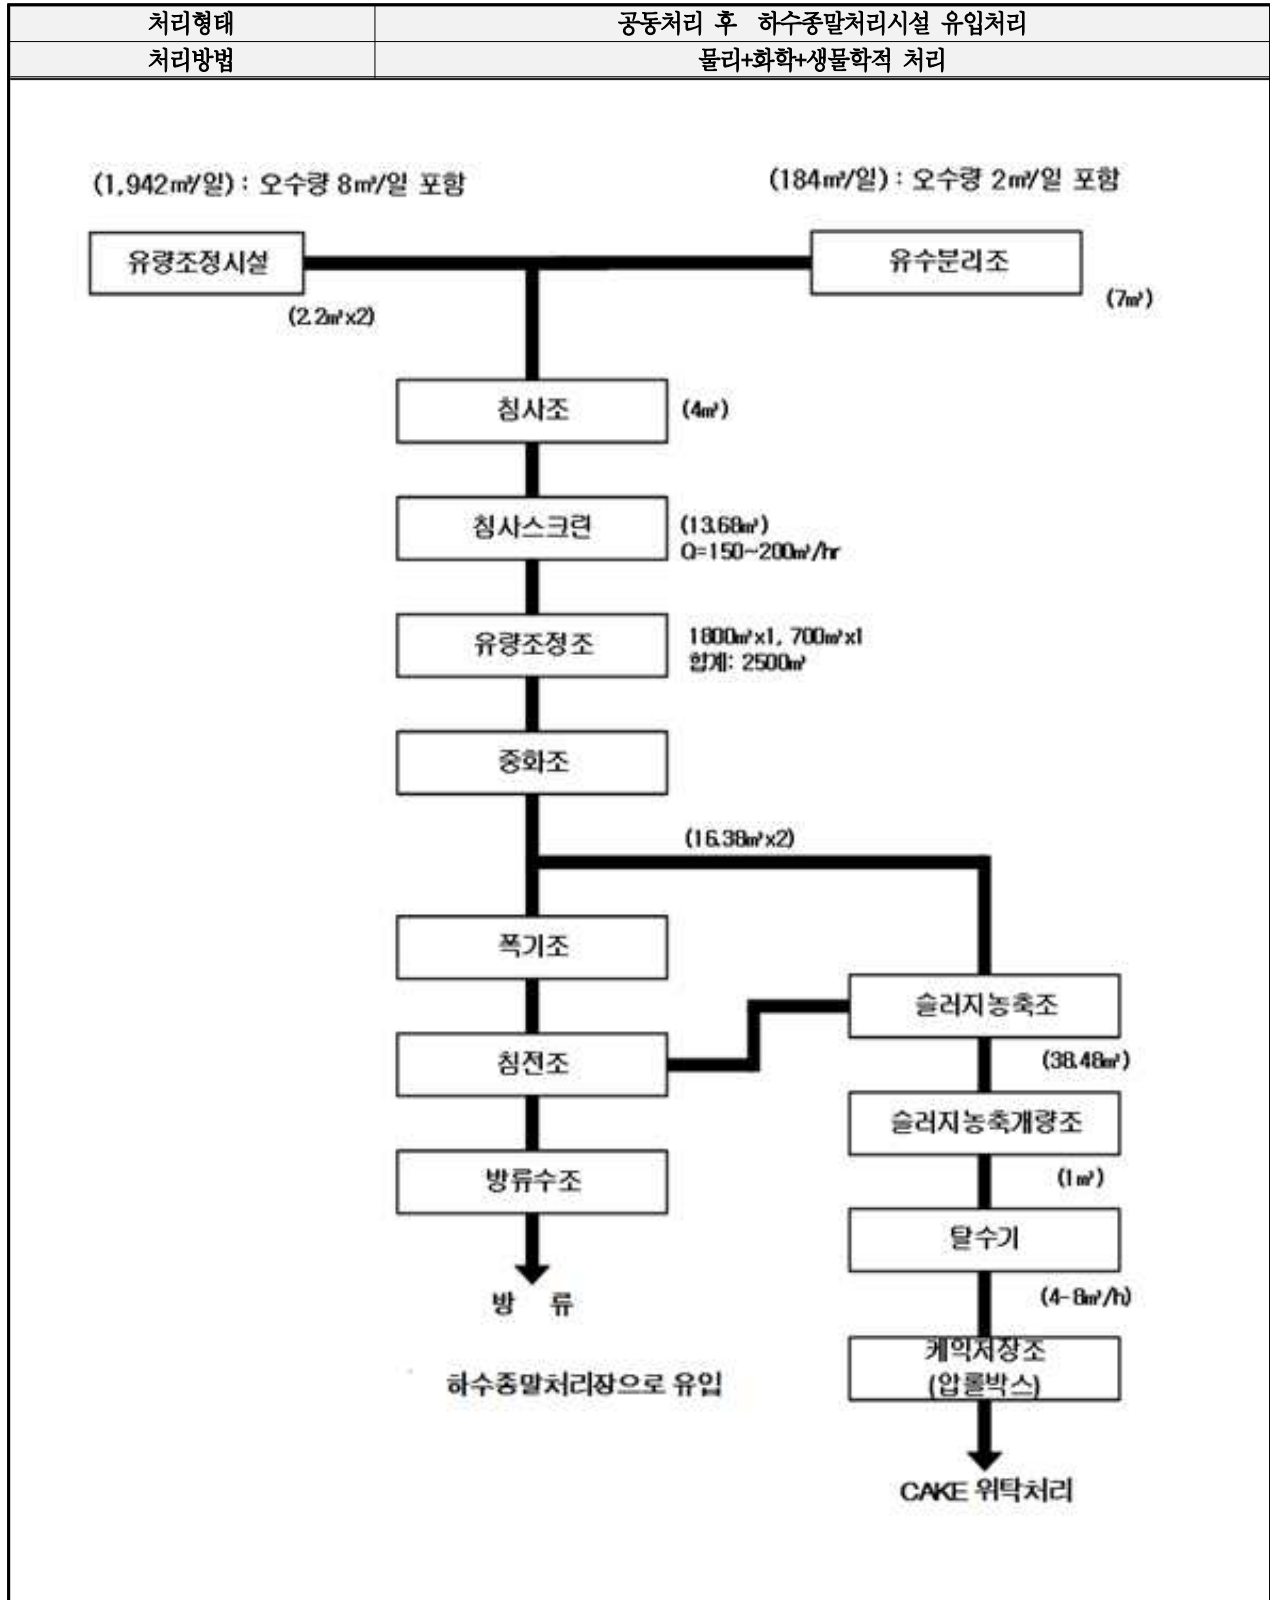 처리형태 공동처리 후 하수종말처리시설 유입처리
처리방법 물리+화학+생물학적 처리
(1,942㎥/일) : 오수량 8㎥/일 포함
(184㎥/일) : 오수량 2㎥/일 포함
유량조정시설
유수분리조
(2.2㎥x2)
(7㎥)
침사조
(4㎥)
침사스크린
(13.68㎥)
Q=150~200㎥/hr
유량조정조
1800㎥x1, 700㎥x1
합계: 2500㎥
중화조
(16.38㎥x2)
폭기조
슬러지농축조
(38.48㎥)
침전조
슬러지농축개량조
(1㎥)
방류수조
탈수기
(4-8㎥/h)
방 류
케익저장조
(압롤박스)
하수종말처리장으로 유입
CAKE 위탁처리